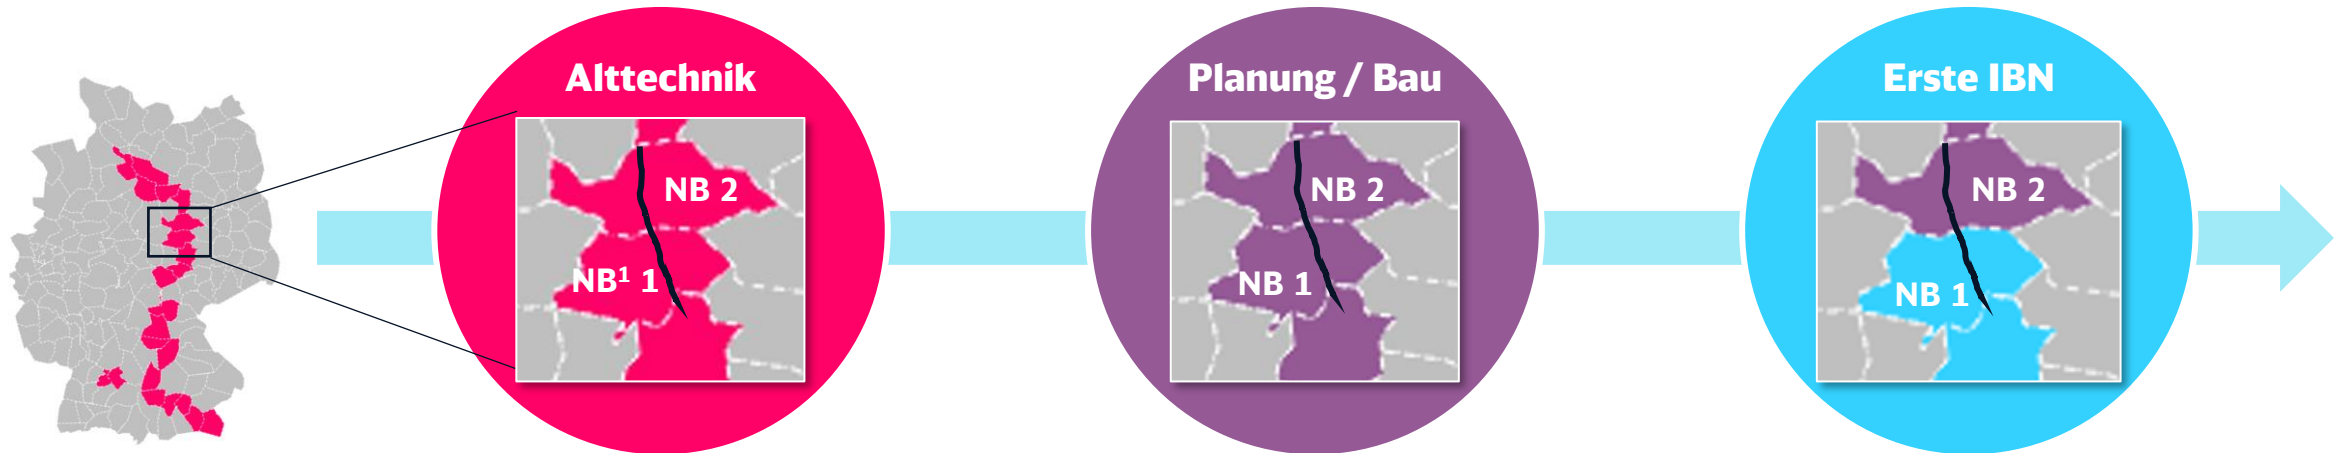 Alttechnik
NB 2
NB¹ 1
Planung / Bau
NB 2
NB 1
Erste IBN
NB 2
NB 1